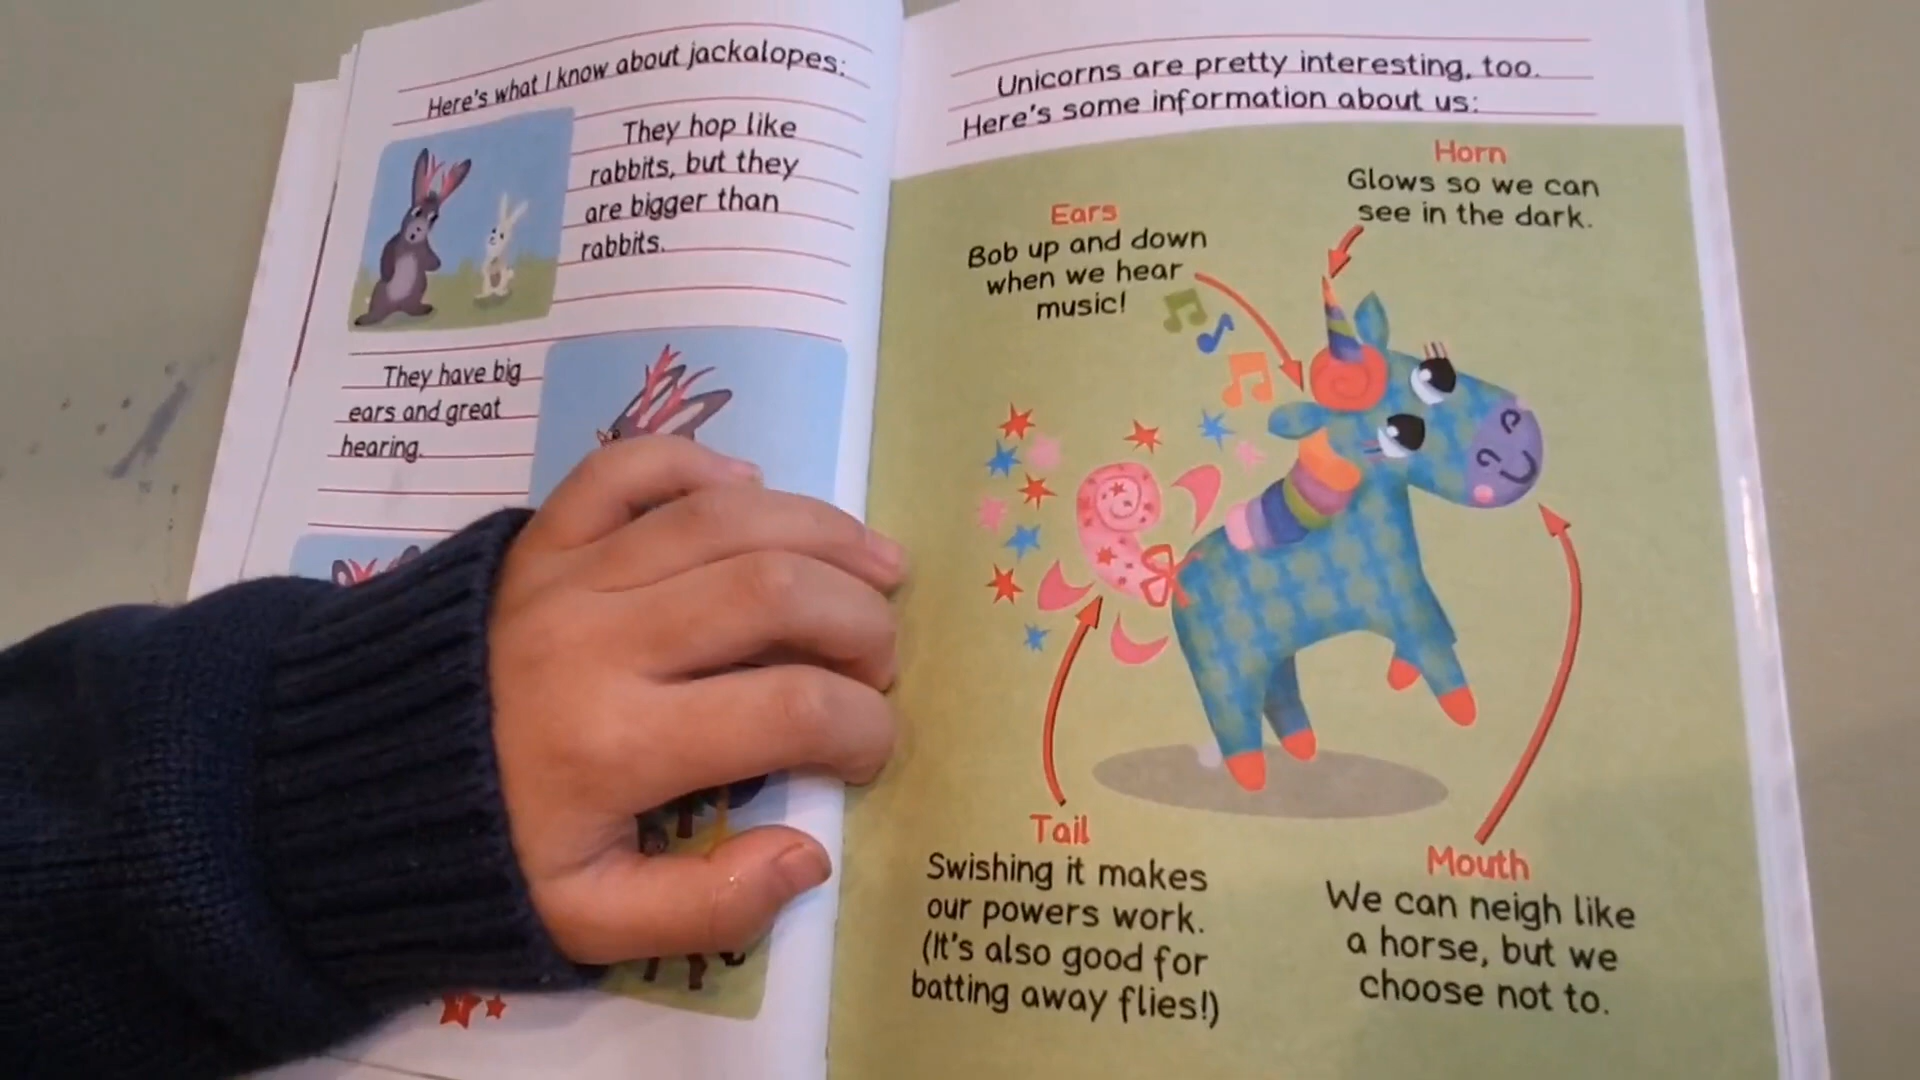 Here's what I know about jackalopes:
They hop like
rabbits, but they
are bigger than
rabbits.
They have big
ears and great
hearing.
Unicorns are pretty interesting, too.
Here's some information about us:
Horn
Glows so we can
see in the dark.
Ears
Bob up and down
when we hear
music!
Tail
Swishing it makes
our powers work.
(It's also good for
batting away flies!)
Mouth
We can neigh like
a horse, but we
choose not to.